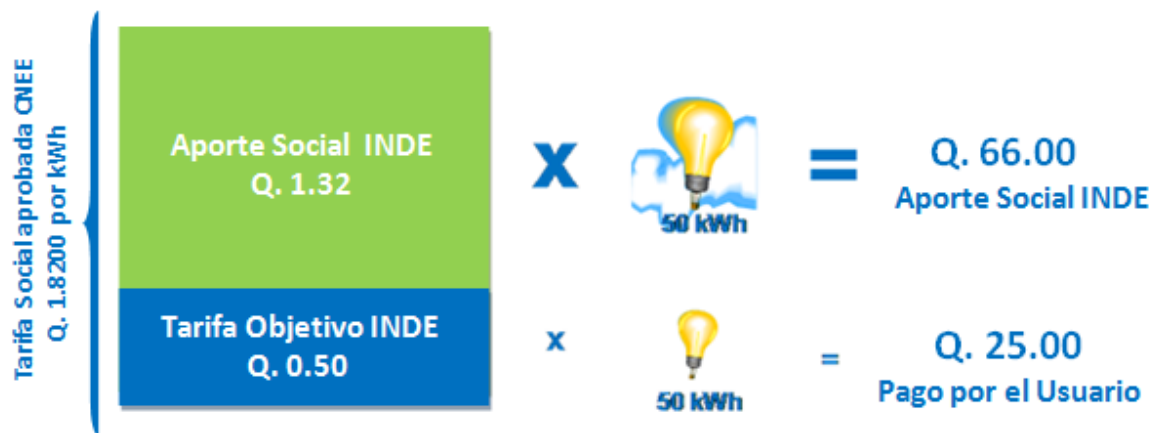 Tarifa Social aprobada CNEE
Q. 1.8200 por kWh
Aporte Social INDE
Q. 1.32
x
50 kWh
=
Q. 66.00
Aporte Social INDE
Tarifa Objetivo INDE
Q. 0.50
x
50 kWh
=
Q. 25.00
Pago por el Usuario